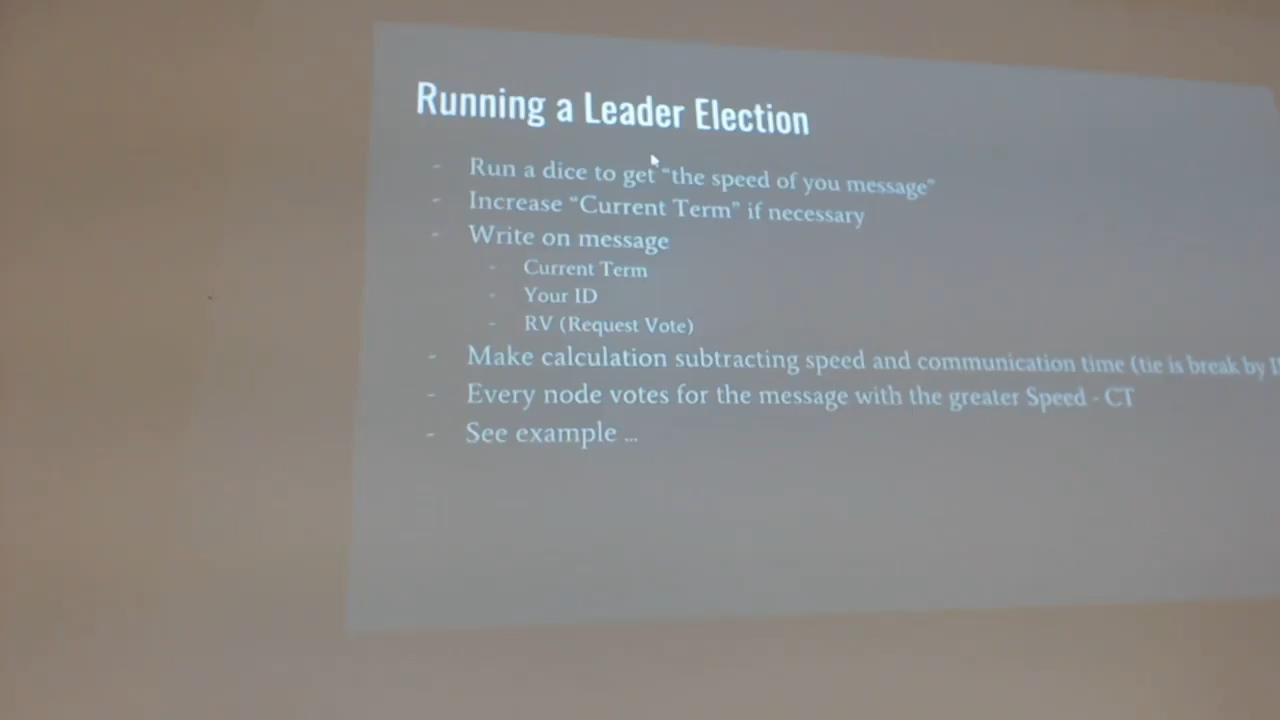 Running a Leader Election
- Run a dice to get “the speed of you message”
- Increase “Current Term” if necessary
- Write on message
- Current Term
- Your ID
- RV (Request Vote)
- Make calculation subtracting speed and communication time (tie is break by
- Every node votes for the message with the greater Speed - CT
- See example ...